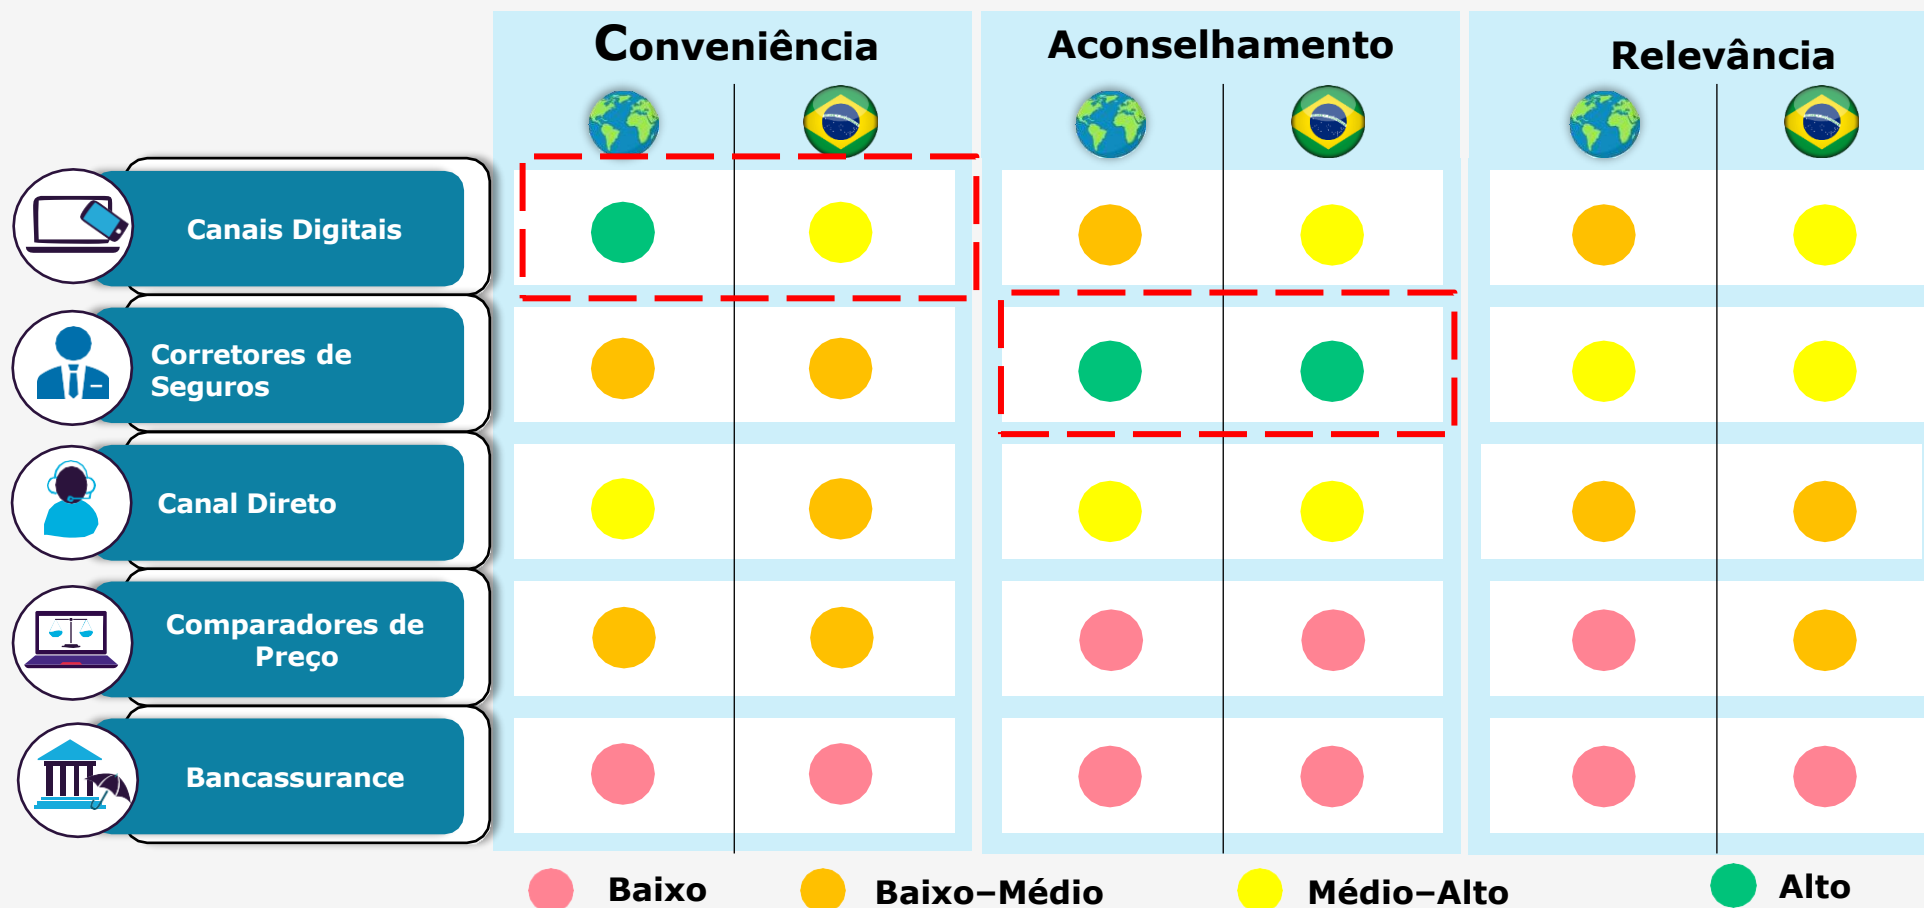 Conveniência
Aconselhamento
Relevância
Canais Digitais
Corretores de
Seguros
Canal Direto
Comparadores de
Preço
Bancassurance
Baixo
Baixo–Médio
Médio–Alto
Alto